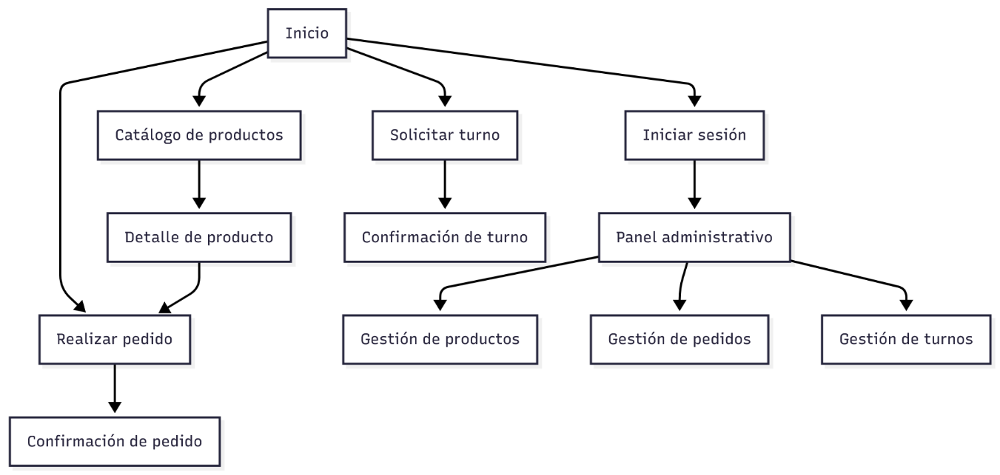 Inicio
Catálogo de productos
Solicitar turno
Iniciar sesión
Detalle de producto
Confirmación de turno
Panel administrativo
Realizar pedido
Gestión de productos
Gestión de pedidos
Gestión de turnos
Confirmación de pedido